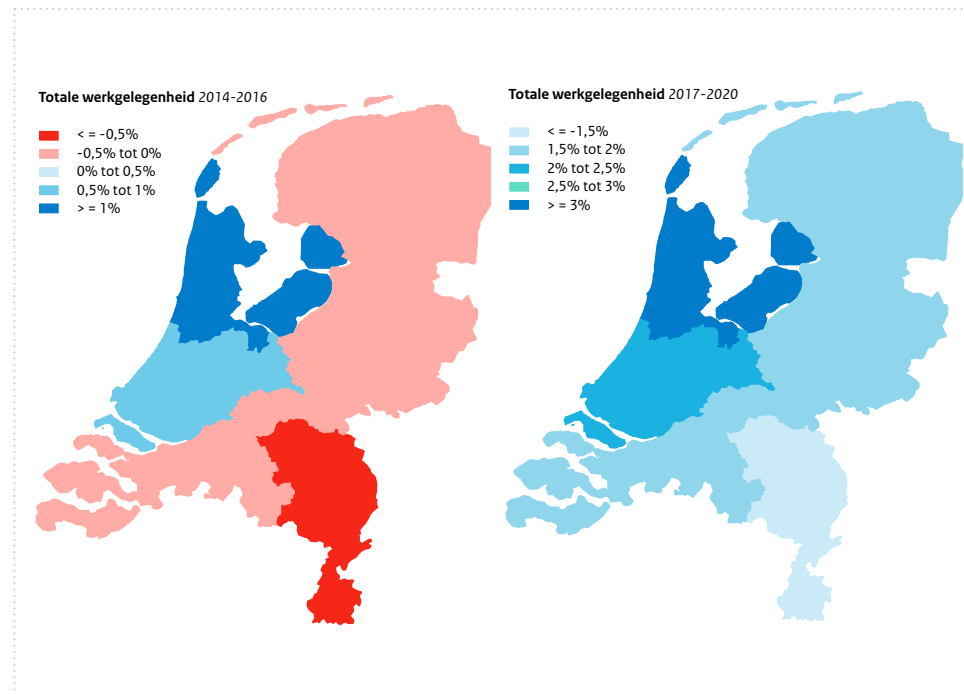 Totale werkgelegenheid 2014-2016
< = -0,5%
-0,5% tot 0%
0% tot 0,5%
0,5% tot 1%
> = 1%
Totale werkgelegenheid 2017-2020
< = -1,5%
1,5% tot 2%
2% tot 2,5%
2,5% tot 3%
> = 3%